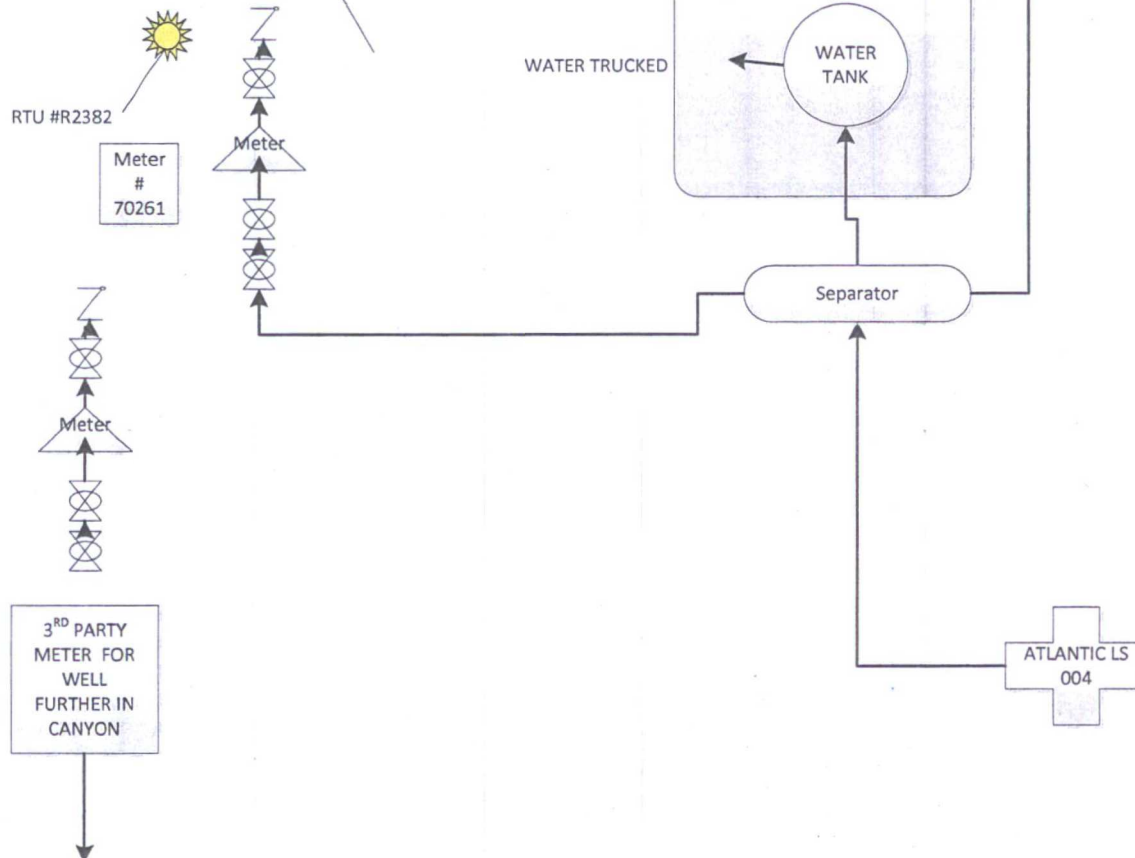 WATER TRUCKED
WATER
TANK
RTU #R2382
Meter
#
70261
Meter
Separator
Meter
3RD PARTY
METER FOR
WELL
FURTHER IN
CANYON
ATLANTIC LS
004